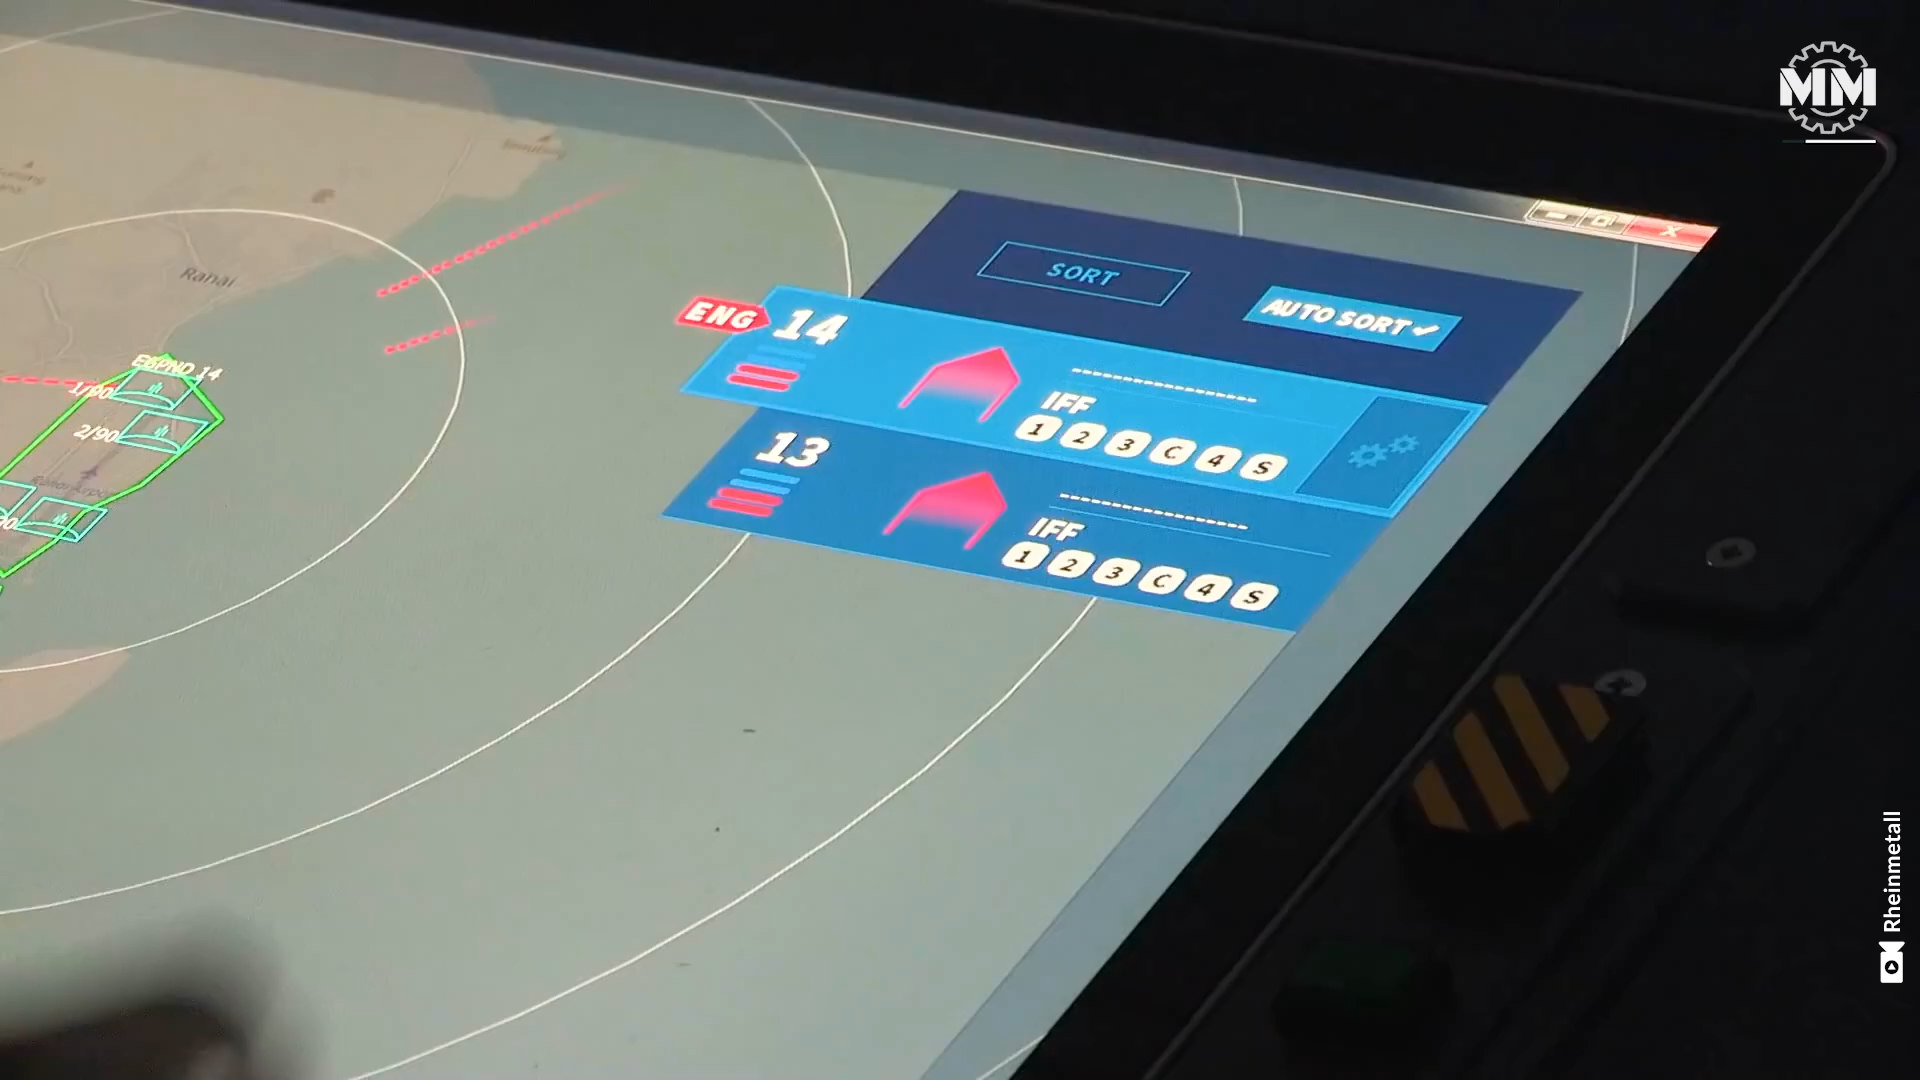 MM
SORT
AUTO SORT ✓
ENG
14
IFF
1 2 3 C 4 S
13
IFF
1 2 3 C 4 S
Ranai
14
1/90
2/90
Rheinmetall